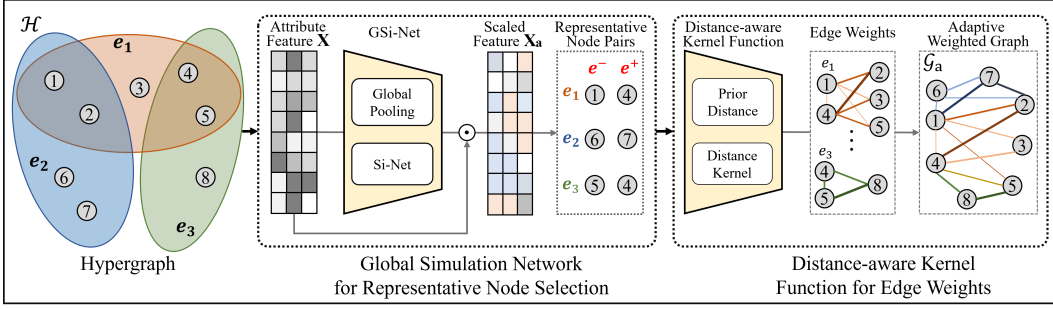 ℋ
e₁
1
2
3
4
5
e₂
6
7
8
e₃
Hypergraph
Attribute
Feature X
GSi-Net
Global
Pooling
Si-Net
Scaled
Feature Xₐ
Representative
Node Pairs
e⁻ e⁺
e₁ 1 4
e₂ 6 7
e₃ 5 4
Global Simulation Network
for Representative Node Selection
Distance-aware
Kernel Function
Prior
Distance
Distance
Kernel
Edge Weights
e₁
1 2
4 3
5
e₃
4
5 8
Adaptive
Weighted Graph
𝒢ₐ
7
6
2
1
3
4
5
8
Distance-aware Kernel
Function for Edge Weights